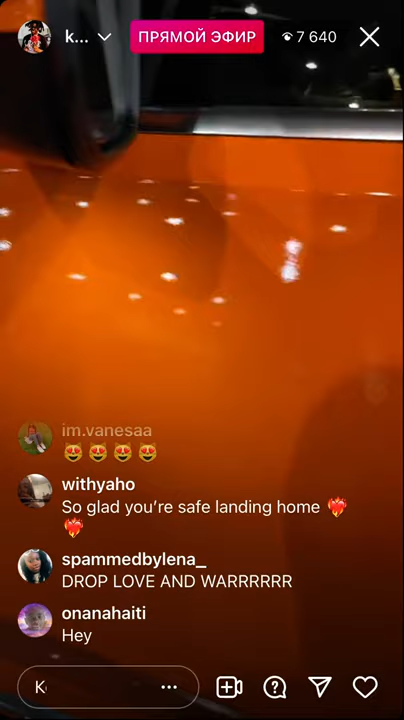 k...
ПРЯМОЙ ЭФИР
7 640
im.vanesaa
😻 😻 😻 😻
withyaho
So glad you're safe landing home ❤️‍🔥
❤️‍🔥
spammedbylena_
DROP LOVE AND WARRRRRR
onanahaiti
Hey